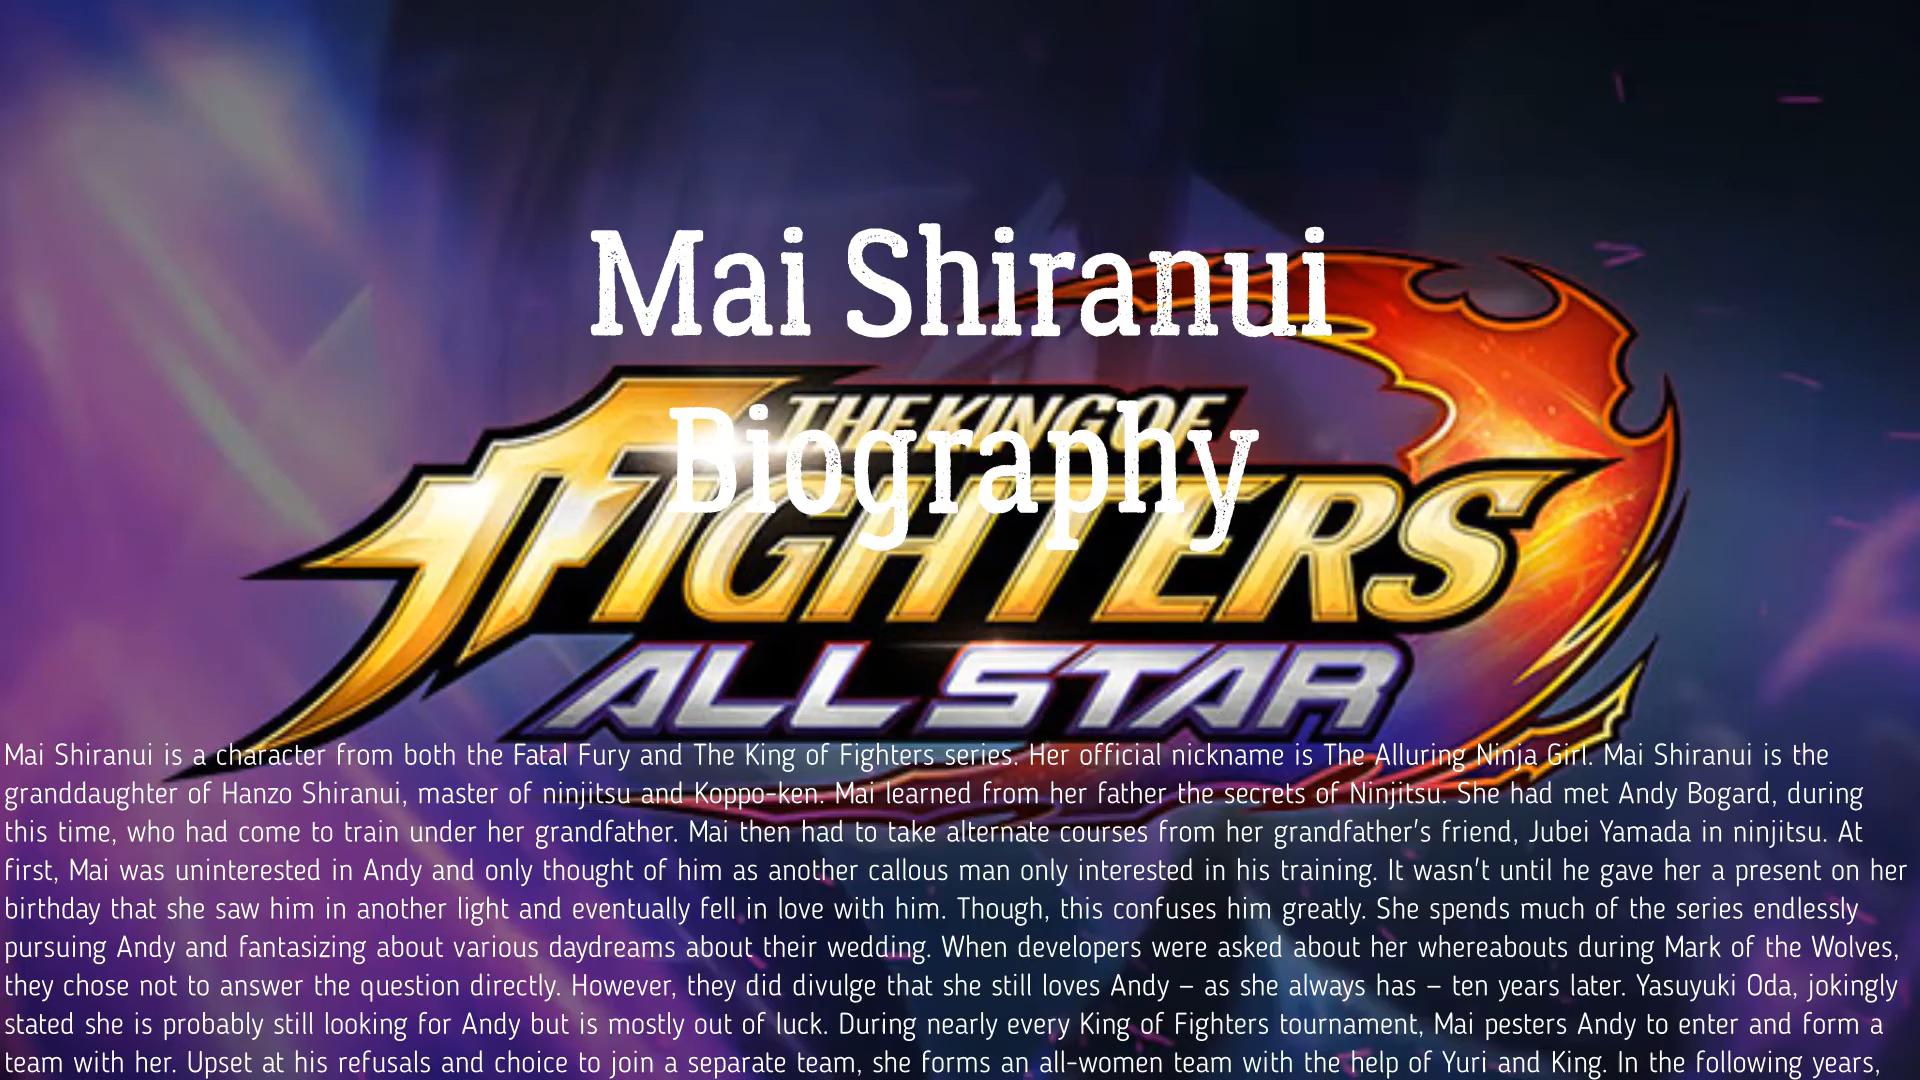 Mai Shiranui
THE KING OF
Biography
FIGHTERS
ALL STAR
Mai Shiranui is a character from both the Fatal Fury and The King of Fighters series. Her official nickname is The Alluring Ninja Girl. Mai Shiranui is the
granddaughter of Hanzo Shiranui, master of ninjitsu and Koppo-ken. Mai learned from her father the secrets of Ninjitsu. She had met Andy Bogard, during
this time, who had come to train under her grandfather. Mai then had to take alternate courses from her grandfather's friend, Jubei Yamada in ninjitsu. At
first, Mai was uninterested in Andy and only thought of him as another callous man only interested in his training. It wasn't until he gave her a present on her
birthday that she saw him in another light and eventually fell in love with him. Though, this confuses him greatly. She spends much of the series endlessly
pursuing Andy and fantasizing about various daydreams about their wedding. When developers were asked about her whereabouts during Mark of the Wolves,
they chose not to answer the question directly. However, they did divulge that she still loves Andy – as she always has – ten years later. Yasuyuki Oda, jokingly
stated she is probably still looking for Andy but is mostly out of luck. During nearly every King of Fighters tournament, Mai pesters Andy to enter and form a
team with her. Upset at his refusals and choice to join a separate team, she forms an all-women team with the help of Yuri and King. In the following years,